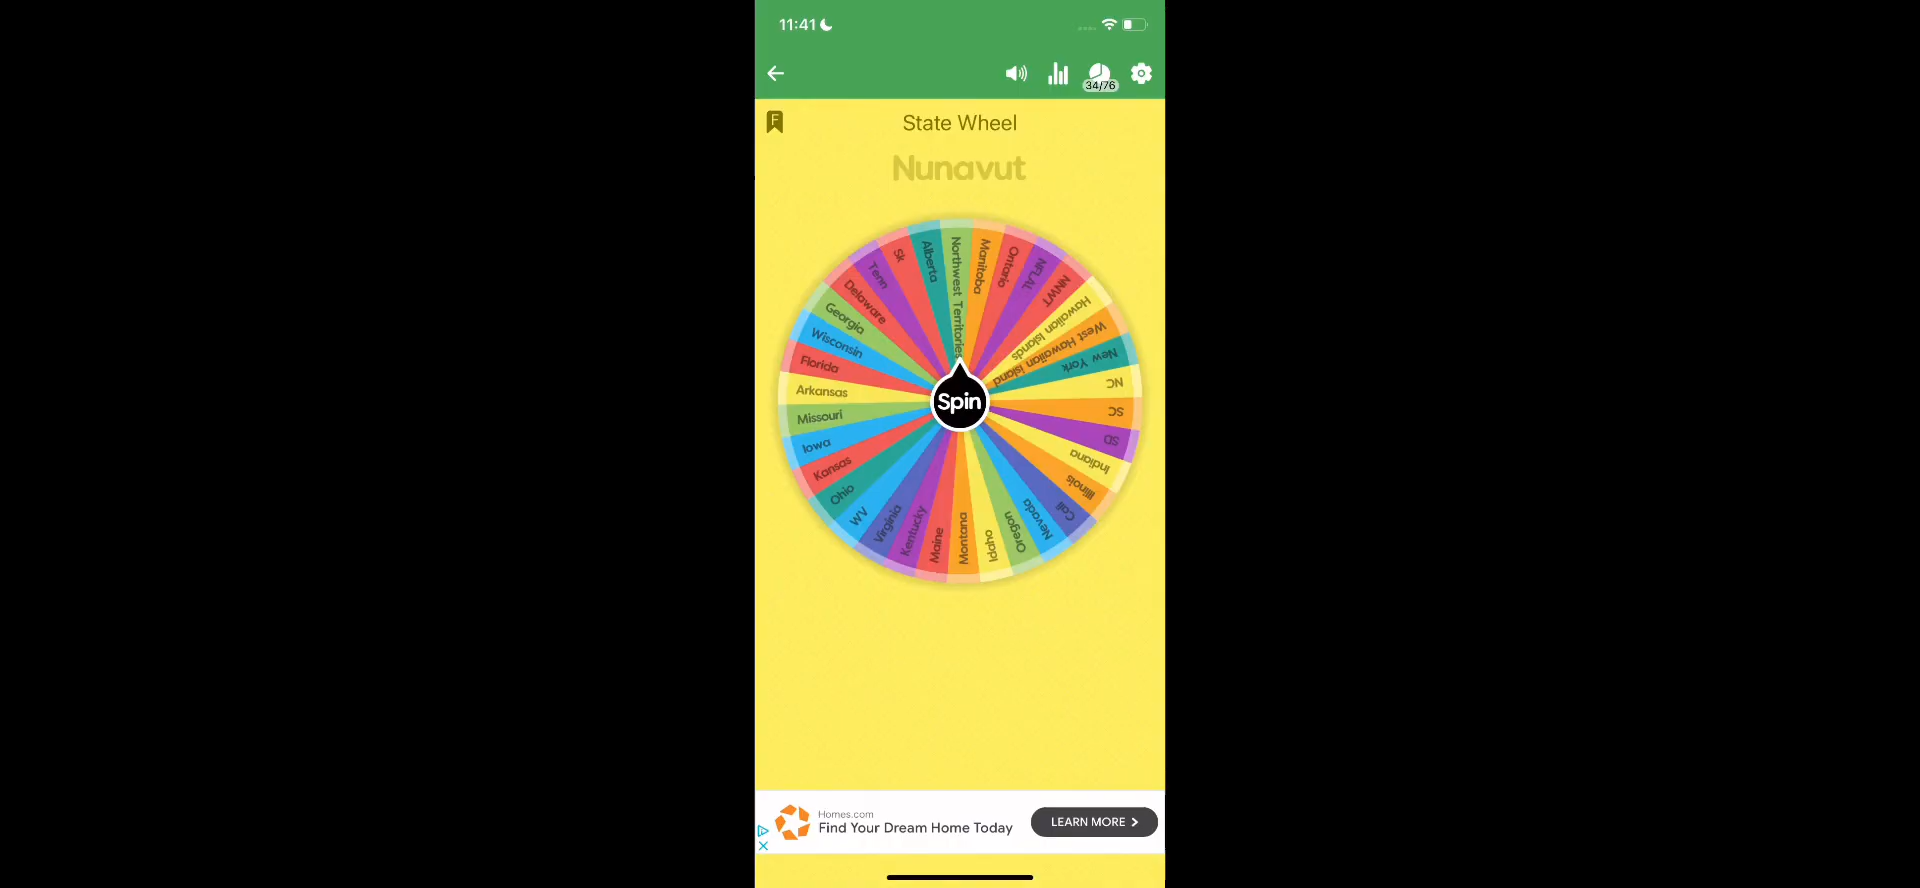 11:41
34/76
F
State Wheel
Nunavut
Northwest Territories
Manitoba
Ontario
NFLAL
NNWT
Hawaiian Islands
West Hawaiian island
New York
NC
SC
SD
Indiana
Illinois
Cali
Nevada
Oregon
Idaho
Montana
Maine
Kentucky
Virginia
WV
Ohio
Kansas
Iowa
Missouri
Arkansas
Florida
Wisconsin
Georgia
Delaware
Tenn
Sk
Alberta
Spin
Homes.com
Find Your Dream Home Today
LEARN MORE